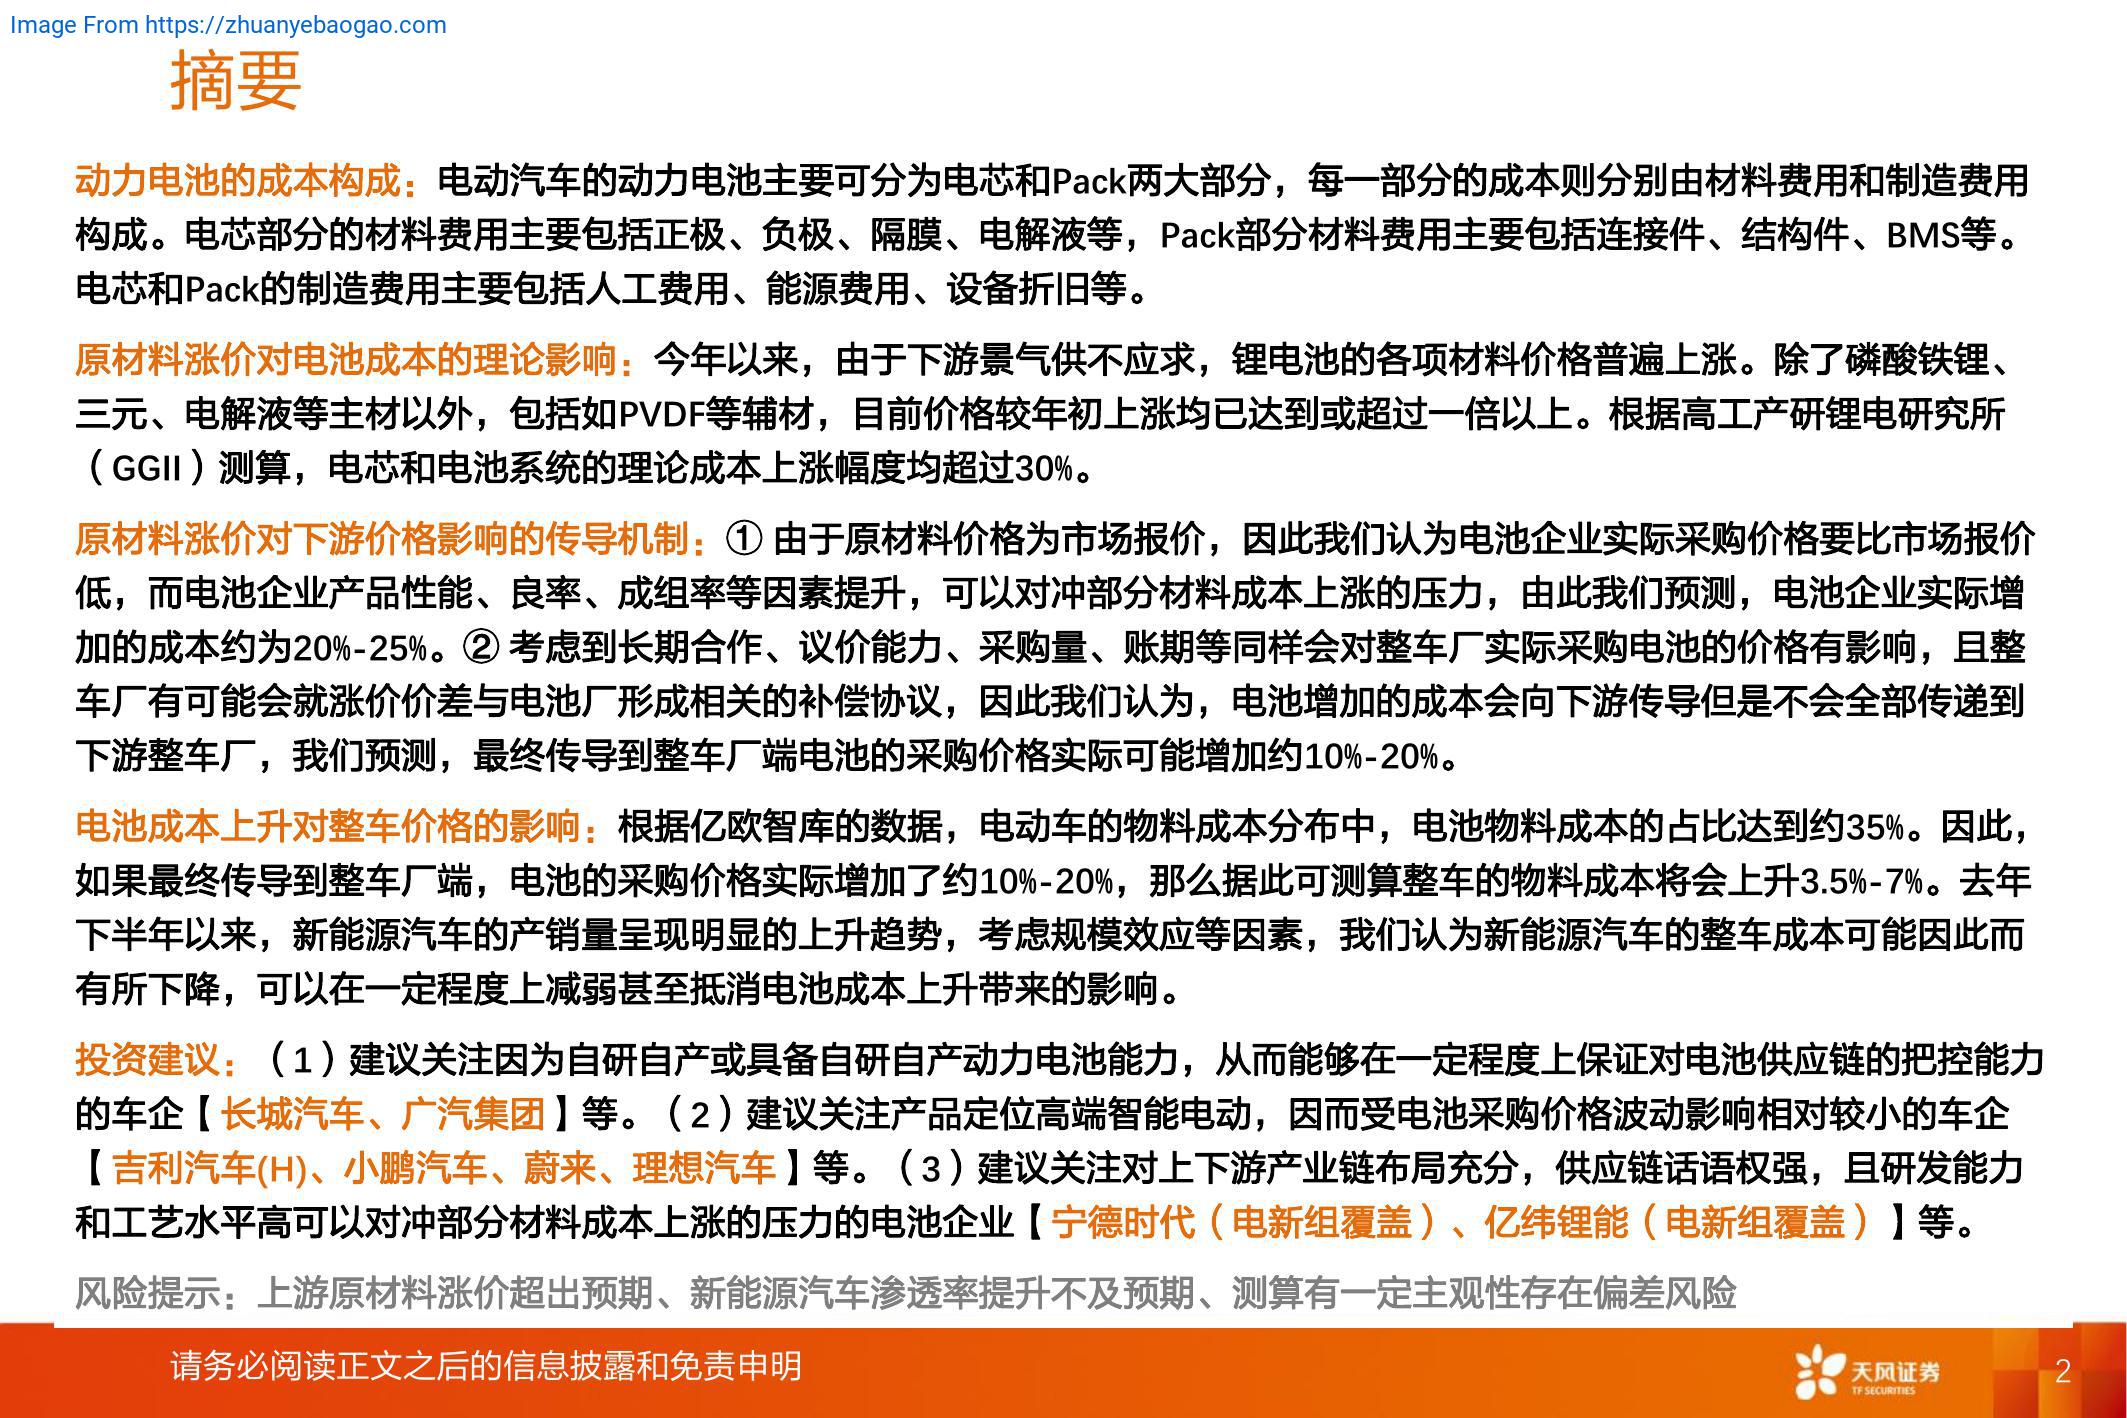 Image From https://zhuanyebaogao.com
摘要
动力电池的成本构成：电动汽车的动力电池主要可分为电芯和Pack两大部分，每一部分的成本则分别由材料费用和制造费用
构成。电芯部分的材料费用主要包括正极、负极、隔膜、电解液等，Pack部分材料费用主要包括连接件、结构件、BMS等。
电芯和Pack的制造费用主要包括人工费用、能源费用、设备折旧等。
原材料涨价对电池成本的理论影响：今年以来，由于下游景气供不应求，锂电池的各项材料价格普遍上涨。除了磷酸铁锂、
三元、电解液等主材以外，包括如PVDF等辅材，目前价格较年初上涨均已达到或超过一倍以上。根据高工产研锂电研究所
（GGII）测算，电芯和电池系统的理论成本上涨幅度均超过30%。
原材料涨价对下游价格影响的传导机制：① 由于原材料价格为市场报价，因此我们认为电池企业实际采购价格要比市场报价
低，而电池企业产品性能、良率、成组率等因素提升，可以对冲部分材料成本上涨的压力，由此我们预测，电池企业实际增
加的成本约为20%-25%。② 考虑到长期合作、议价能力、采购量、账期等同样会对整车厂实际采购电池的价格有影响，且整
车厂有可能会就涨价价差与电池厂形成相关的补偿协议，因此我们认为，电池增加的成本会向下游传导但是不会全部传递到
下游整车厂，我们预测，最终传导到整车厂端电池的采购价格实际可能增加约10%-20%。
电池成本上升对整车价格的影响：根据亿欧智库的数据，电动车的物料成本分布中，电池物料成本的占比达到约35%。因此，
如果最终传导到整车厂端，电池的采购价格实际增加了约10%-20%，那么据此可测算整车的物料成本将会上升3.5%-7%。去年
下半年以来，新能源汽车的产销量呈现明显的上升趋势，考虑规模效应等因素，我们认为新能源汽车的整车成本可能因此而
有所下降，可以在一定程度上减弱甚至抵消电池成本上升带来的影响。
投资建议：（1）建议关注因为自研自产或具备自研自产动力电池能力，从而能够在一定程度上保证对电池供应链的把控能力
的车企【长城汽车、广汽集团】等。（2）建议关注产品定位高端智能电动，因而受电池采购价格波动影响相对较小的车企
【吉利汽车(H)、小鹏汽车、蔚来、理想汽车】等。（3）建议关注对上下游产业链布局充分，供应链话语权强，且研发能力
和工艺水平高可以对冲部分材料成本上涨的压力的电池企业【宁德时代（电新组覆盖）、亿纬锂能（电新组覆盖）】等。
风险提示：上游原材料涨价超出预期、新能源汽车渗透率提升不及预期、测算有一定主观性存在偏差风险
请务必阅读正文之后的信息披露和免责申明
天风证券
TF SECURITIES
2